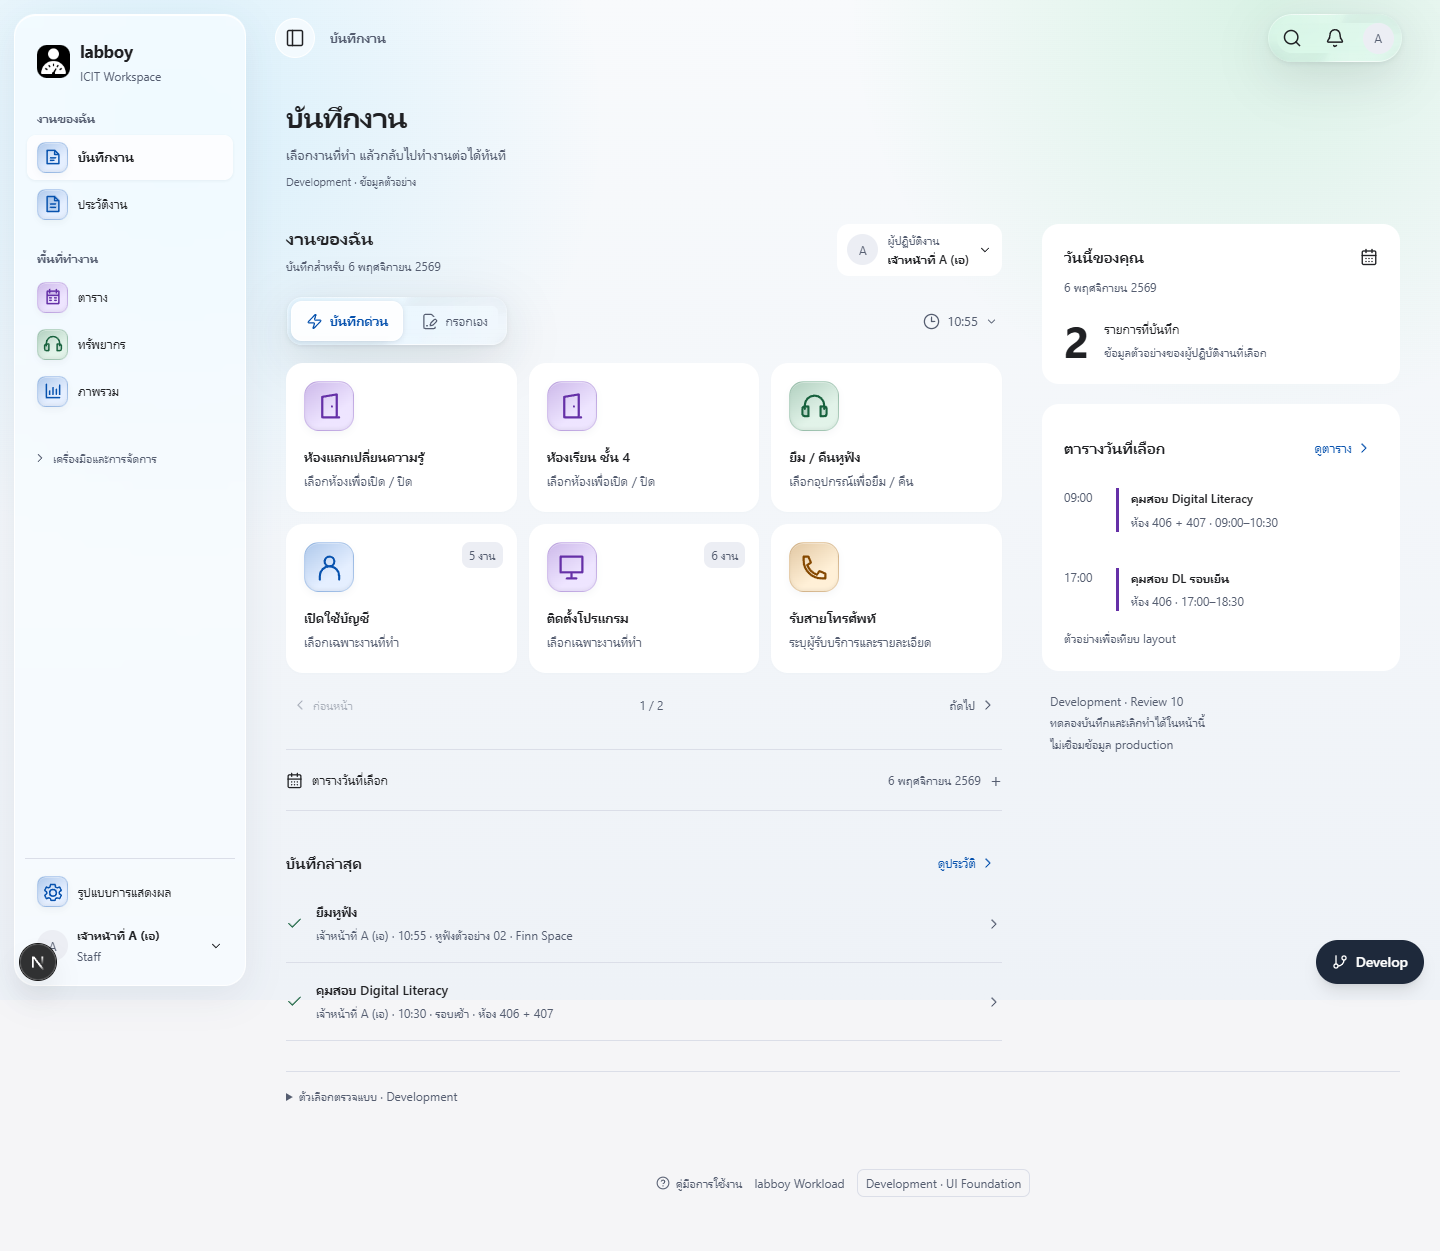 labboy
ICIT Workspace
งานของฉัน
บันทึกงาน
ประวัติงาน
พื้นที่ทำงาน
ตาราง
ทรัพยากร
ภาพรวม
เครื่องมือและการจัดการ
รูปแบบการแสดงผล
A
เจ้าหน้าที่ A (เอ)
Staff
N
บันทึกงาน
A
บันทึกงาน
เลือกงานที่ทำ แล้วกลับไปทำงานต่อได้ทันที
Development · ข้อมูลตัวอย่าง
งานของฉัน
บันทึกสำหรับ 6 พฤศจิกายน 2569
A
ผู้ปฏิบัติงาน
เจ้าหน้าที่ A (เอ)
บันทึกด่วน
กรอกเอง
10:55
ห้องแลกเปลี่ยนความรู้
เลือกห้องเพื่อเปิด / ปิด
ห้องเรียน ชั้น 4
เลือกห้องเพื่อเปิด / ปิด
ยืม / คืนหูฟัง
เลือกอุปกรณ์เพื่อยืม / คืน
5 งาน
เปิดใช้บัญชี
เลือกเฉพาะงานที่ทำ
6 งาน
ติดตั้งโปรแกรม
เลือกเฉพาะงานที่ทำ
รับสายโทรศัพท์
ระบุผู้รับบริการและรายละเอียด
ก่อนหน้า
1 / 2
ถัดไป
ตารางวันที่เลือก
6 พฤศจิกายน 2569
บันทึกล่าสุด
ดูประวัติ
ยืมหูฟัง
เจ้าหน้าที่ A (เอ) · 10:55 · หูฟังตัวอย่าง 02 · Finn Space
คุมสอบ Digital Literacy
เจ้าหน้าที่ A (เอ) · 10:30 · รอบเช้า · ห้อง 406 + 407
วันนี้ของคุณ
6 พฤศจิกายน 2569
2
รายการที่บันทึก
ข้อมูลตัวอย่างของผู้ปฏิบัติงานที่เลือก
ตารางวันที่เลือก
ดูตาราง
09:00
คุมสอบ Digital Literacy
ห้อง 406 + 407 · 09:00–10:30
17:00
คุมสอบ DL รอบเย็น
ห้อง 406 · 17:00–18:30
ตัวอย่างเพื่อเทียบ layout
Development · Review 10
ทดลองบันทึกและเลิกทำได้ในหน้านี้
ไม่เชื่อมข้อมูล production
Develop
ตัวเลือกตรวจแบบ · Development
คู่มือการใช้งาน
labboy Workload
Development · UI Foundation